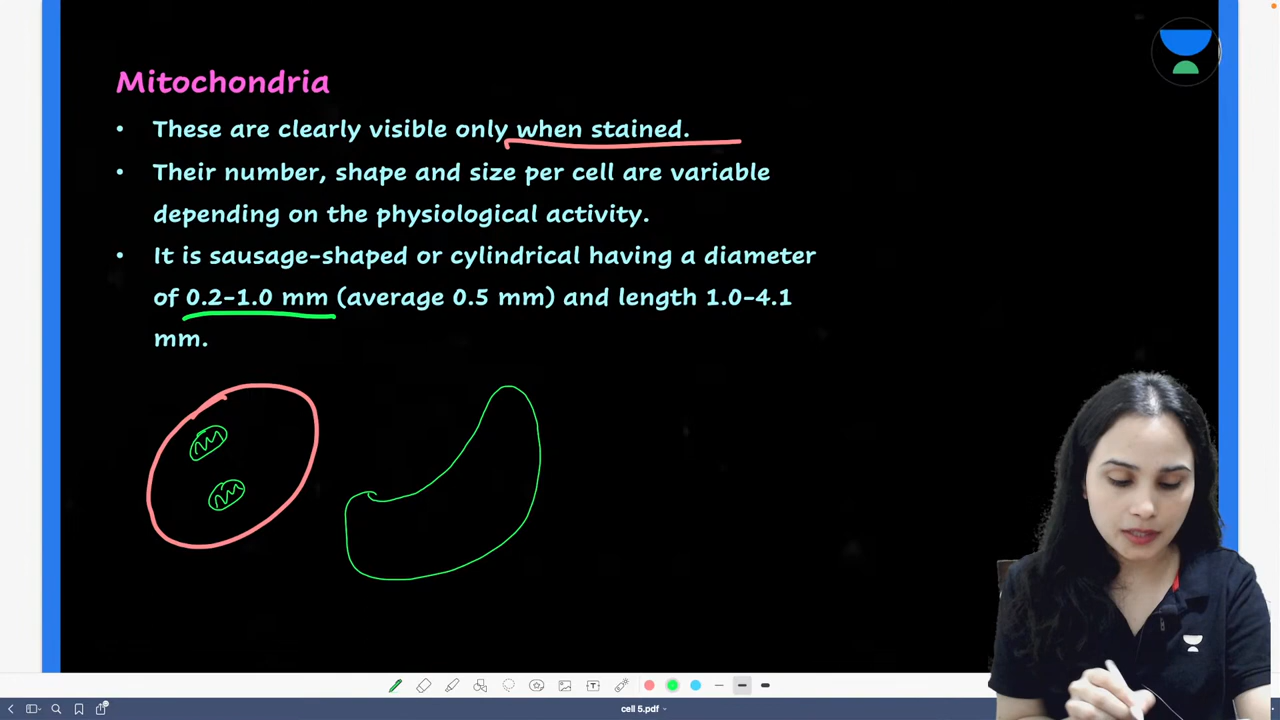 Mitochondria
• These are clearly visible only when stained.
• Their number, shape and size per cell are variable
depending on the physiological activity.
• It is sausage-shaped or cylindrical having a diameter
of 0.2-1.0 mm (average 0.5 mm) and length 1.0-4.1
mm.
cell 5.pdf